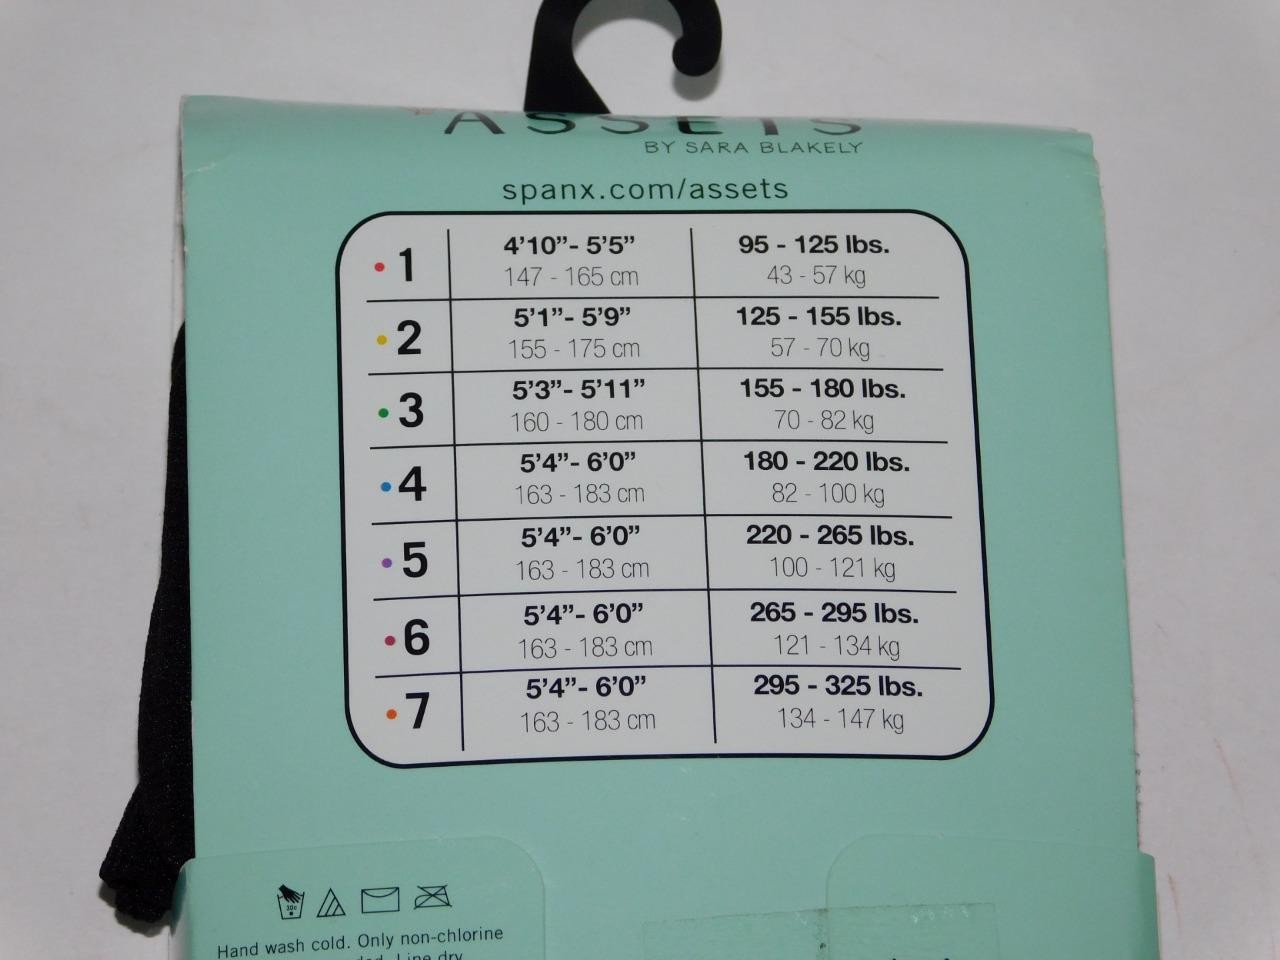 ASSETS
BY SARA BLAKELY
spanx.com/assets
1 4'10”- 5'5” 95 - 125 lbs.
147 - 165 cm 43 - 57 kg
2 5'1”- 5'9” 125 - 155 lbs.
155 - 175 cm 57 - 70 kg
3 5'3”- 5'11” 155 - 180 lbs.
160 - 180 cm 70 - 82 kg
4 5'4”- 6'0” 180 - 220 lbs.
163 - 183 cm 82 - 100 kg
5 5'4”- 6'0” 220 - 265 lbs.
163 - 183 cm 100 - 121 kg
6 5'4”- 6'0” 265 - 295 lbs.
163 - 183 cm 121 - 134 kg
7 5'4”- 6'0” 295 - 325 lbs.
163 - 183 cm 134 - 147 kg
30c
Hand wash cold. Only non-chlorine
Line dry